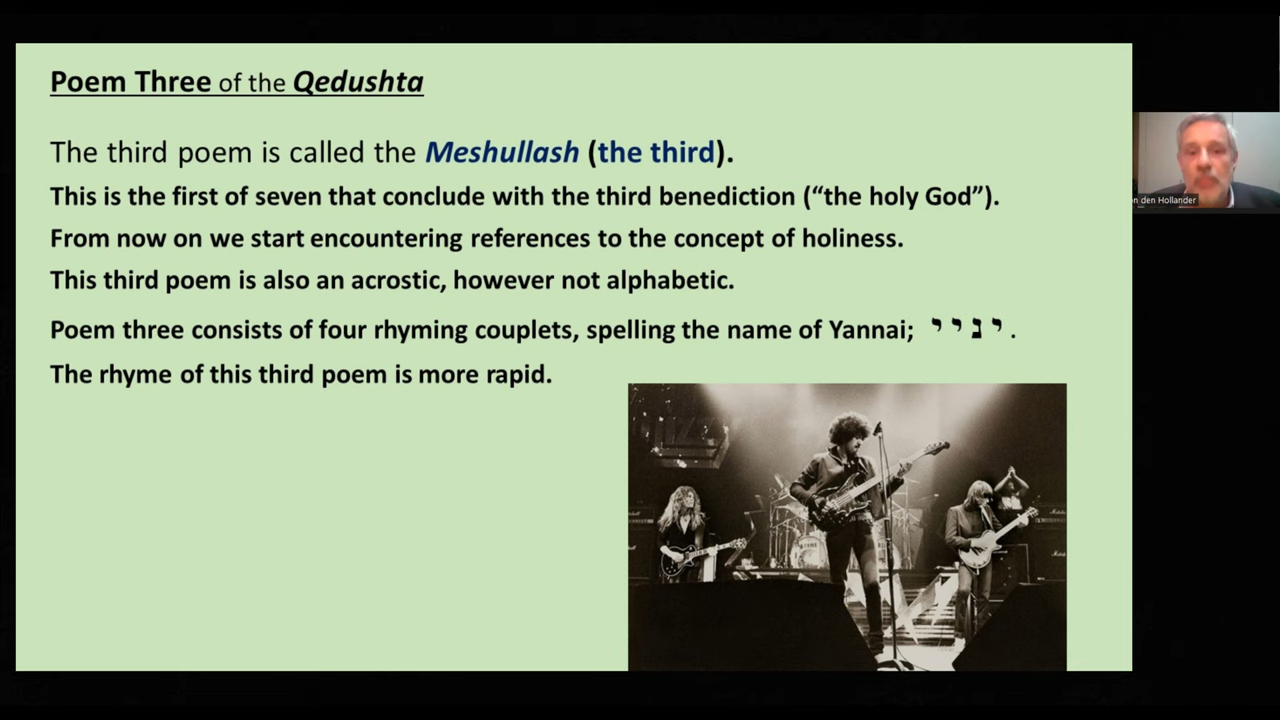 Poem Three of the Qedushta
The third poem is called the Meshullash (the third).
This is the first of seven that conclude with the third benediction (“the holy God”).
From now on we start encountering references to the concept of holiness.
This third poem is also an acrostic, however not alphabetic.
Poem three consists of four rhyming couplets, spelling the name of Yannai; י נ י י .
The rhyme of this third poem is more rapid.
n den Hollander